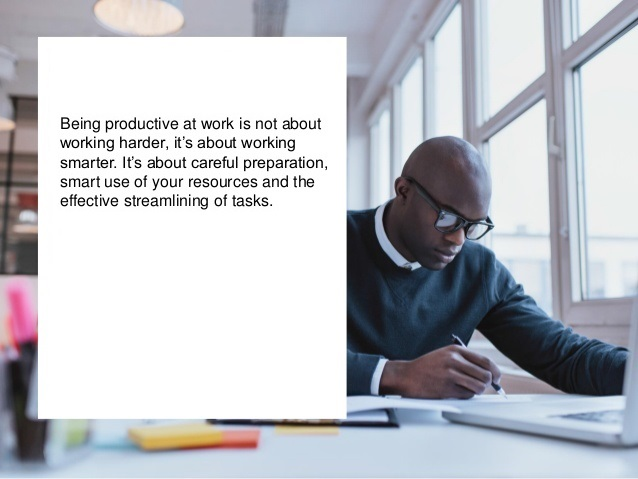 Being productive at work is not about
working harder, it’s about working
smarter. It’s about careful preparation,
smart use of your resources and the
effective streamlining of tasks.